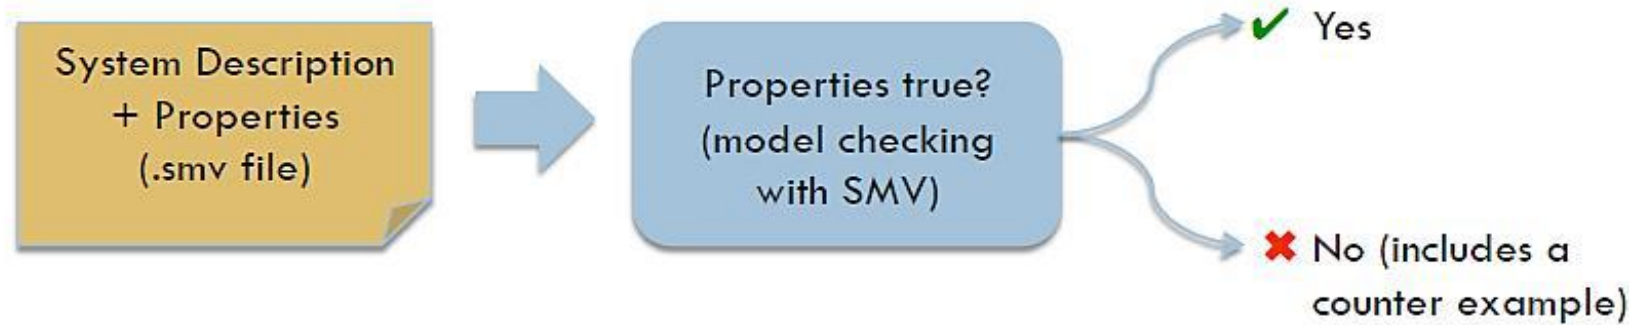 System Description
+ Properties
(.smv file)
Properties true?
(model checking
with SMV)
Yes
No (includes a
counter example)